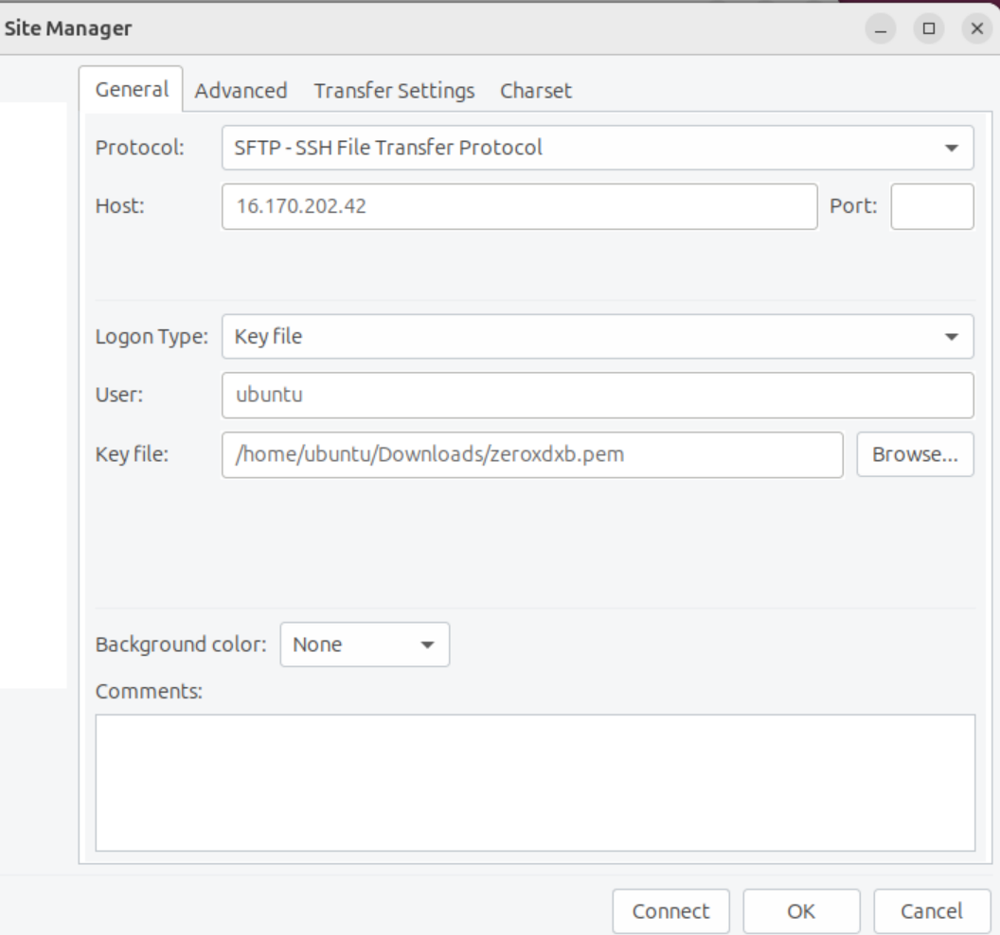 Site Manager
General Advanced Transfer Settings Charset
Protocol: SFTP - SSH File Transfer Protocol
Host: 16.170.202.42 Port:
Logon Type: Key file
User: ubuntu
Key file: /home/ubuntu/Downloads/zeroxdxb.pem Browse...
Background color: None
Comments:
Connect OK Cancel